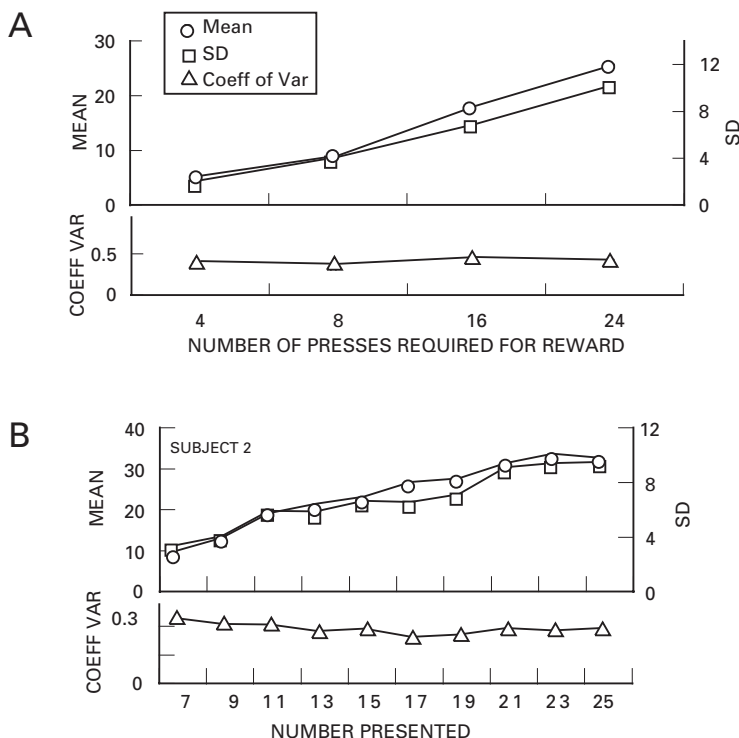 A
Mean
SD
Coeff of Var
30
20
10
0
MEAN
12
8
4
0
SD
0.5
0
COEFF VAR
4 8 16 24
NUMBER OF PRESSES REQUIRED FOR REWARD
B
SUBJECT 2
40
30
20
10
0
MEAN
12
8
4
0
SD
0.3
0
COEFF VAR
7 9 11 13 15 17 19 21 23 25
NUMBER PRESENTED